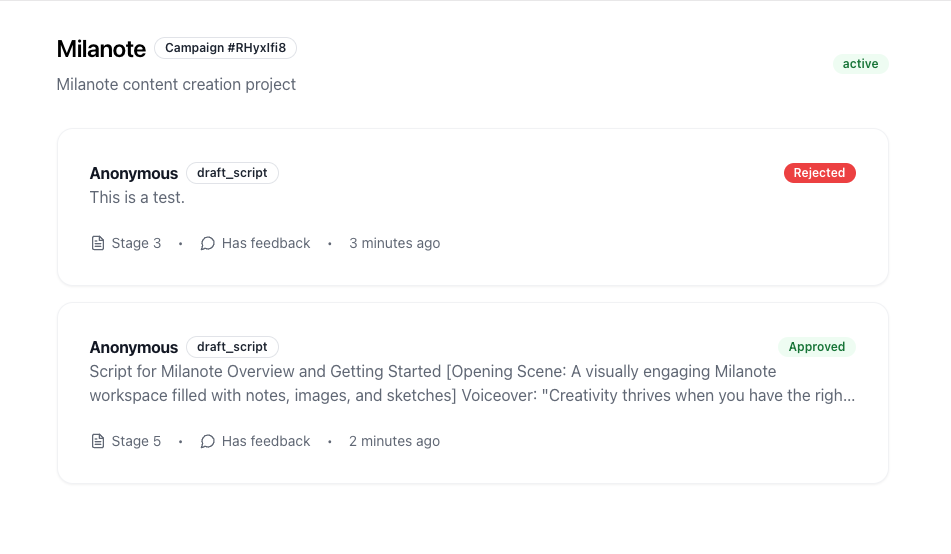 Milanote Campaign #RHyxIfi8
active
Milanote content creation project
Anonymous draft_script Rejected
This is a test.
Stage 3 • Has feedback • 3 minutes ago
Anonymous draft_script Approved
Script for Milanote Overview and Getting Started [Opening Scene: A visually engaging Milanote
workspace filled with notes, images, and sketches] Voiceover: "Creativity thrives when you have the righ...
Stage 5 • Has feedback • 2 minutes ago